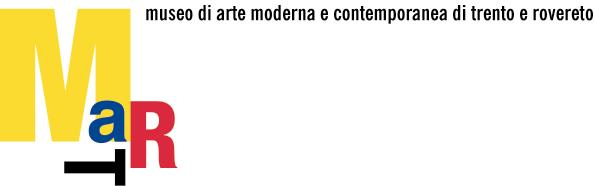 museo di arte moderna e contemporanea di trento e rovereto
MaRT